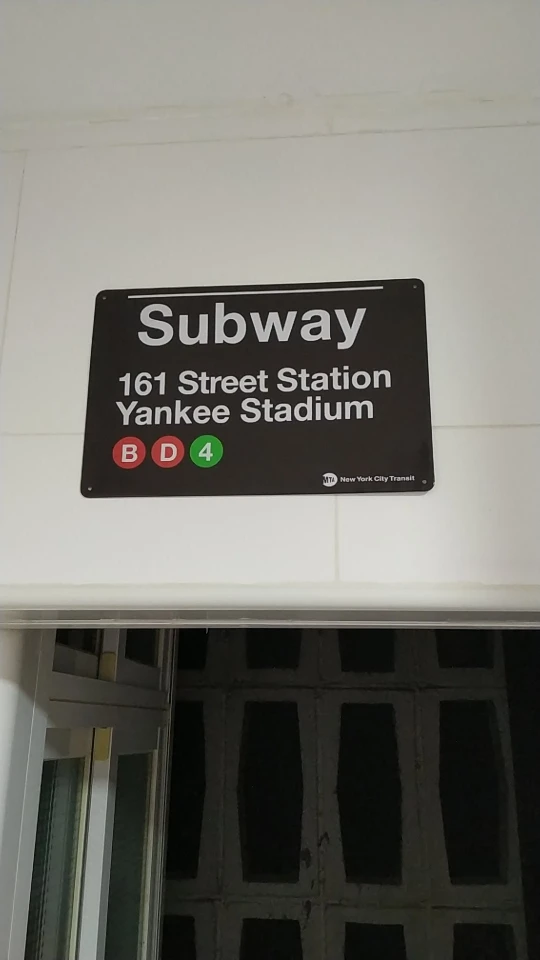 Subway
161 Street Station
Yankee Stadium
B D 4
MTA New York City Transit